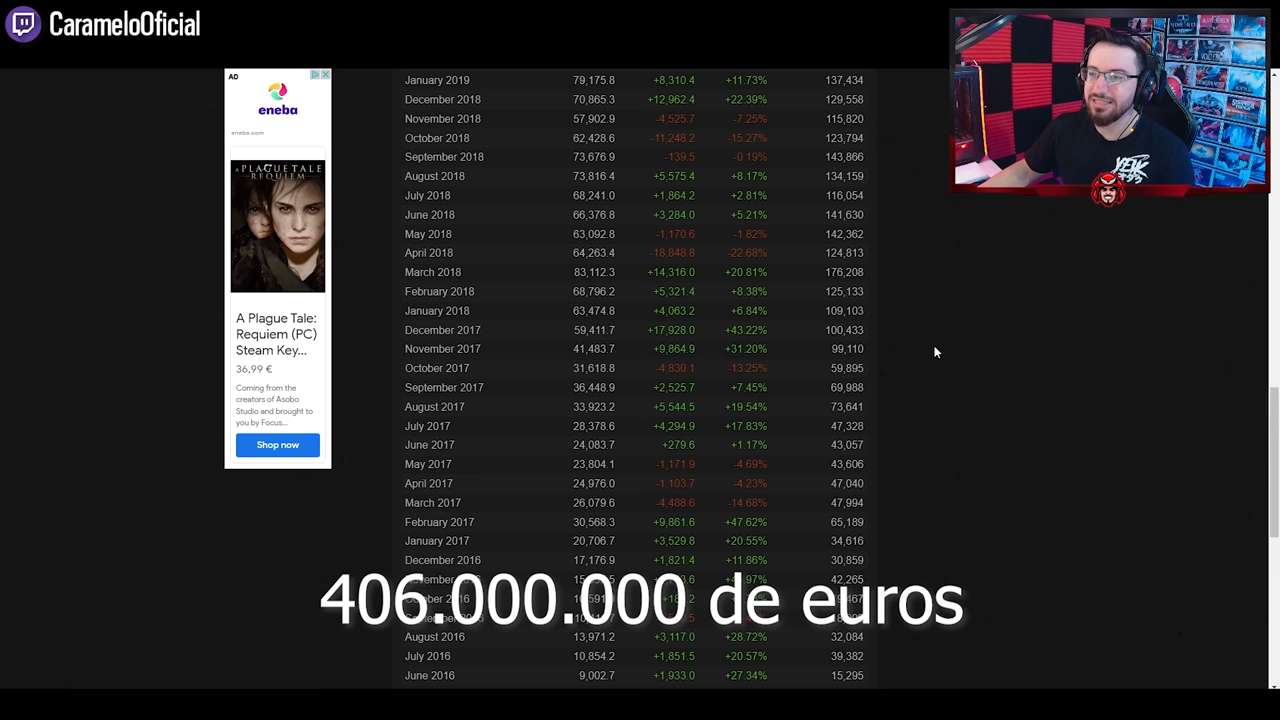 CarameloOficial
AD
eneba
eneba.com
A PLAGUE TALE
REQUIEM
A Plague Tale:
Requiem (PC)
Steam Key...
36,99 €
Coming from the
creators of Asobo
Studio and brought to
you by Focus...
Shop now
January 2019 79,175.8 +8,310.4 +11.73% 137,434
December 2018 70,865.3 +12,962.4 +22.39% 109,558
November 2018 57,902.9 -4,525.7 -7.25% 115,820
October 2018 62,428.6 -11,248.2 -15.27% 123,794
September 2018 73,676.9 -139.5 -0.19% 143,866
August 2018 73,816.4 +5,575.4 +8.17% 134,159
July 2018 68,241.0 +1,864.2 +2.81% 116,054
June 2018 66,376.8 +3,284.0 +5.21% 141,630
May 2018 63,092.8 -1,170.6 -1.82% 142,362
April 2018 64,263.4 -18,848.8 -22.68% 124,813
March 2018 83,112.3 +14,316.0 +20.81% 176,208
February 2018 68,796.2 +5,321.4 +8.38% 125,133
January 2018 63,474.8 +4,063.2 +6.84% 109,103
December 2017 59,411.7 +17,928.0 +43.22% 100,433
November 2017 41,483.7 +9,864.9 +31.20% 99,110
October 2017 31,618.8 -4,830.1 -13.25% 59,895
September 2017 36,448.9 +2,525.7 +7.45% 69,988
August 2017 33,923.2 +5,544.5 +19.54% 73,641
July 2017 28,378.6 +4,294.9 +17.83% 47,328
June 2017 24,083.7 +279.6 +1.17% 43,057
May 2017 23,804.1 -1,171.9 -4.69% 43,606
April 2017 24,976.0 -1,103.7 -4.23% 47,040
March 2017 26,079.6 -4,488.6 -14.68% 47,994
February 2017 30,568.3 +9,861.6 +47.62% 65,189
January 2017 20,706.7 +3,529.8 +20.55% 34,616
December 2016 17,176.9 +1,821.4 +11.86% 30,859
42,265
406.000.000 de euros
August 2016 13,971.2 +3,117.0 +28.72% 32,084
July 2016 10,854.2 +1,851.5 +20.57% 39,382
June 2016 9,002.7 +1,933.0 +27.34% 15,295